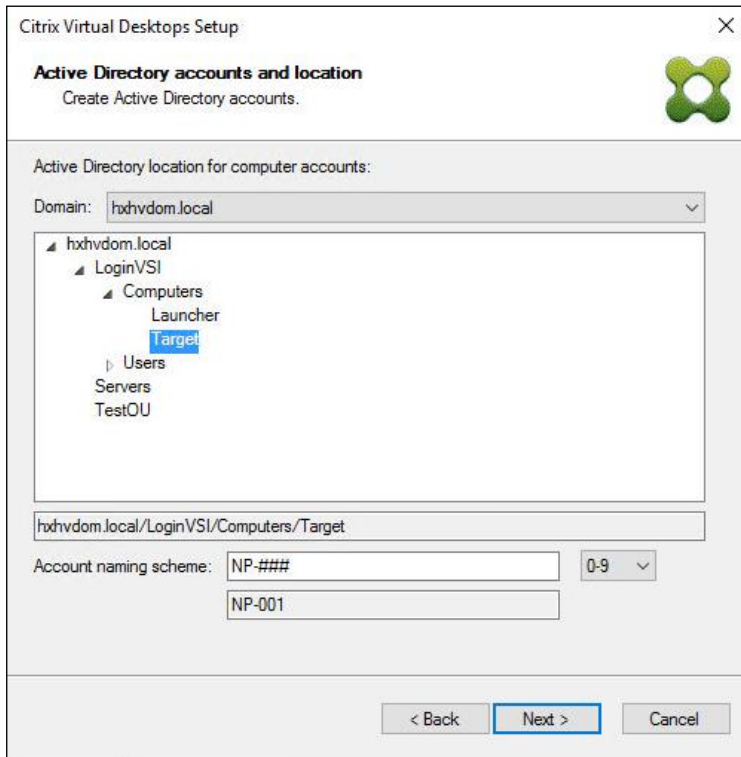 Citrix Virtual Desktops Setup
Active Directory accounts and location
Create Active Directory accounts.
Active Directory location for computer accounts:
Domain: hxhvdom.local
hxhvdom.local
LoginVSI
Computers
Launcher
Target
Users
Servers
TestOU
hxhvdom.local/LoginVSI/Computers/Target
Account naming scheme: NP-### 0-9
NP-001
< Back Next > Cancel